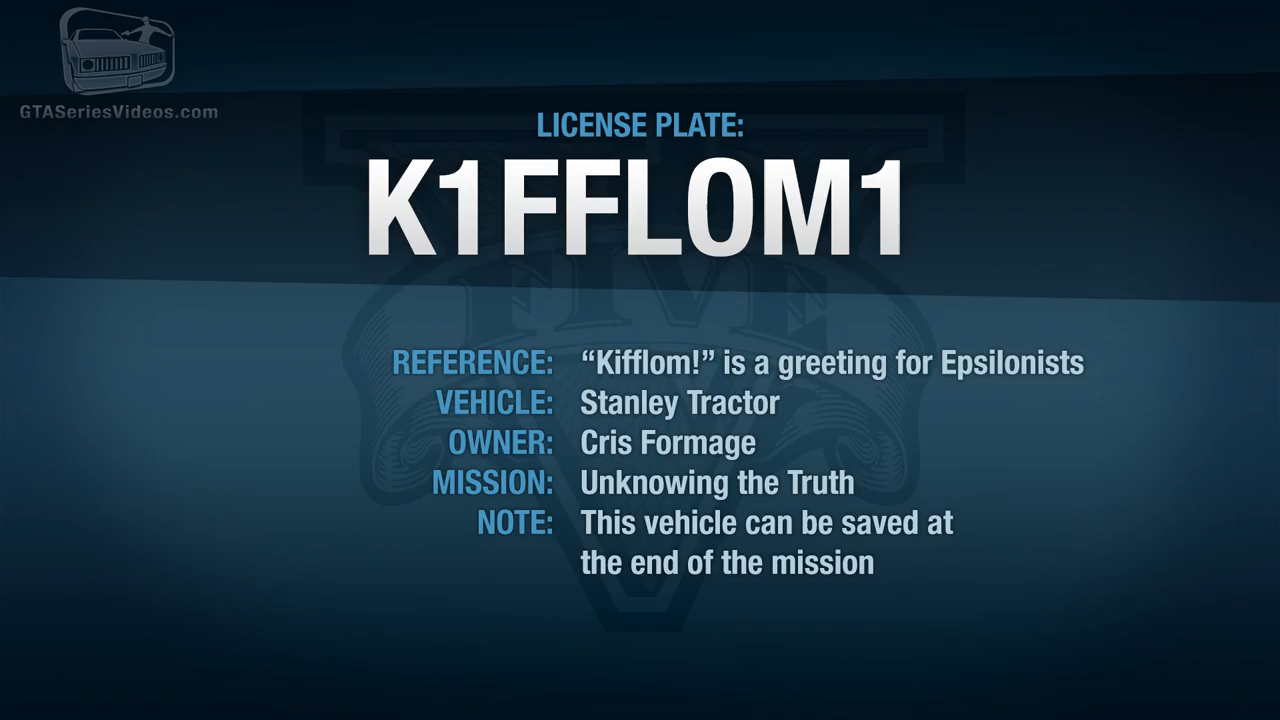 GTASeriesVideos.com
LICENSE PLATE:
K1FFLOM1
FIVE
REFERENCE: “Kifflom!” is a greeting for Epsilonists
VEHICLE: Stanley Tractor
OWNER: Cris Formage
MISSION: Unknowing the Truth
NOTE: This vehicle can be saved at
the end of the mission